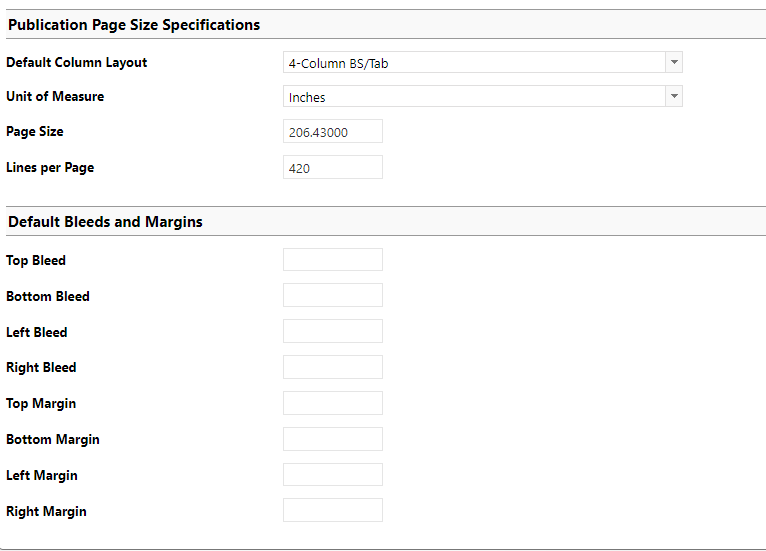 Publication Page Size Specifications
Default Column Layout 4-Column BS/Tab
Unit of Measure Inches
Page Size 206.43000
Lines per Page 420
Default Bleeds and Margins
Top Bleed
Bottom Bleed
Left Bleed
Right Bleed
Top Margin
Bottom Margin
Left Margin
Right Margin